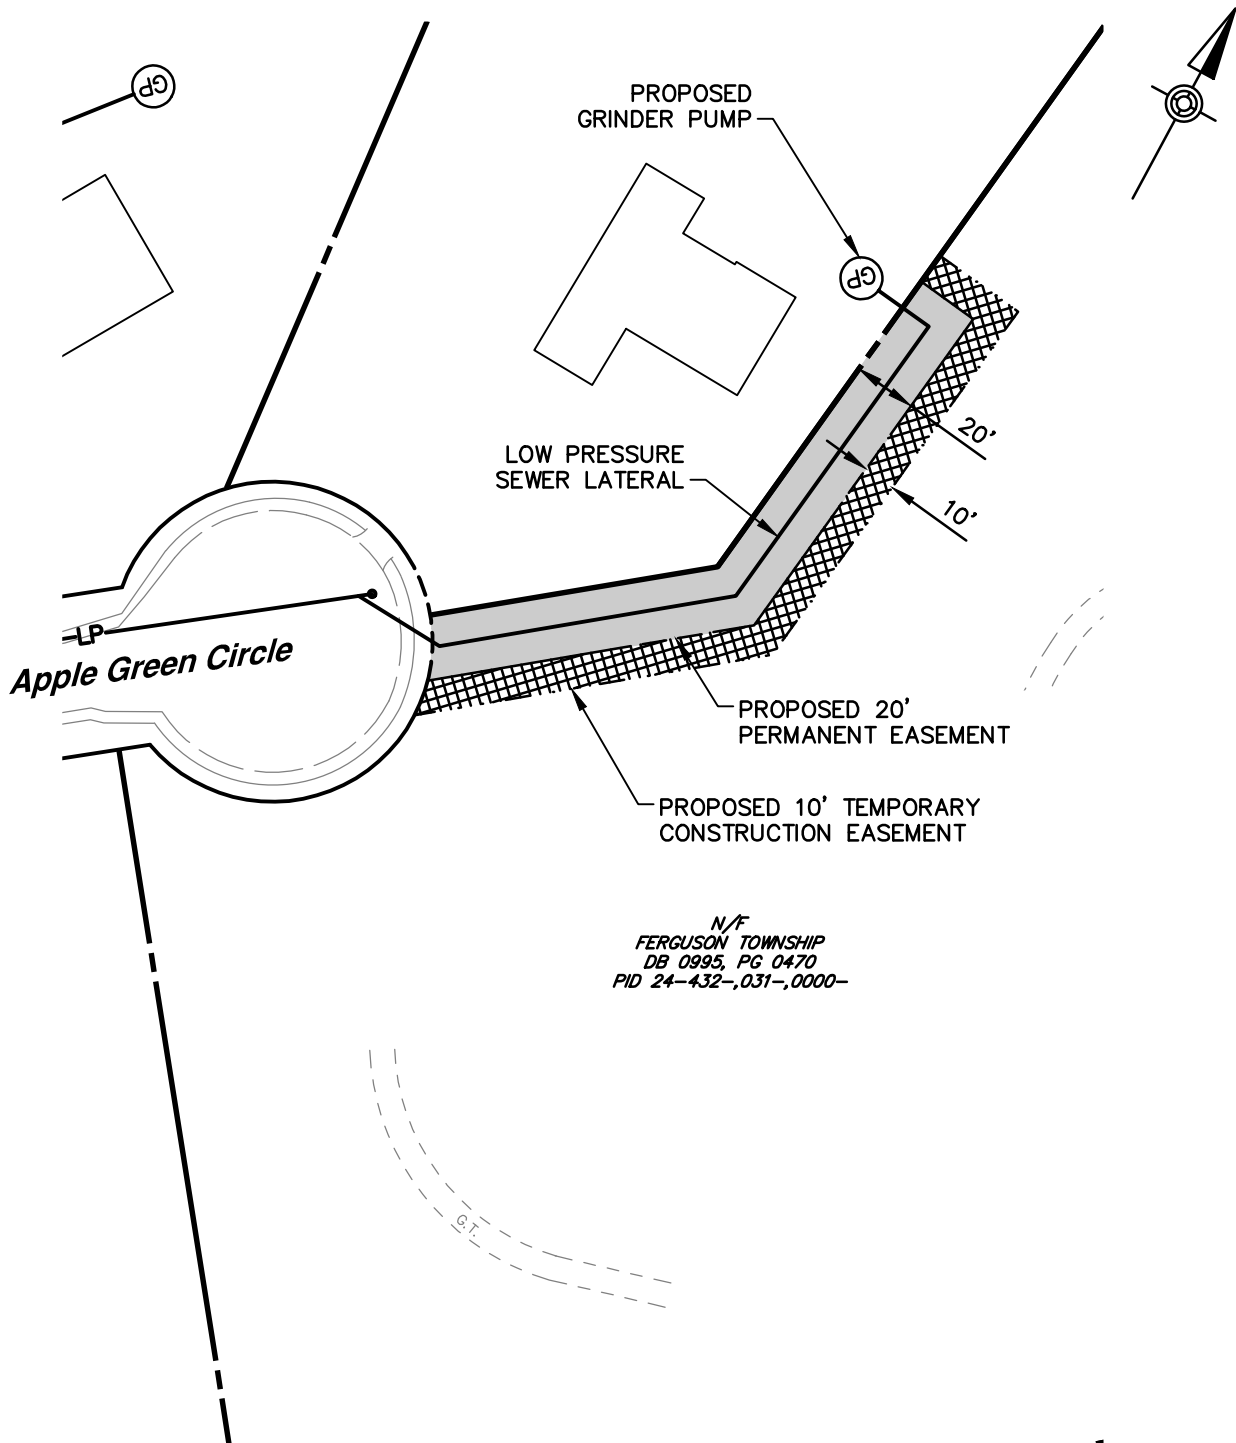 GP
PROPOSED
GRINDER PUMP
GP
20'
LOW PRESSURE
SEWER LATERAL
10'
LP
Apple Green Circle
PROPOSED 20'
PERMANENT EASEMENT
PROPOSED 10' TEMPORARY
CONSTRUCTION EASEMENT
N/F
FERGUSON TOWNSHIP
DB 0995, PG 0470
PID 24-432-,031-,0000-
G.T.